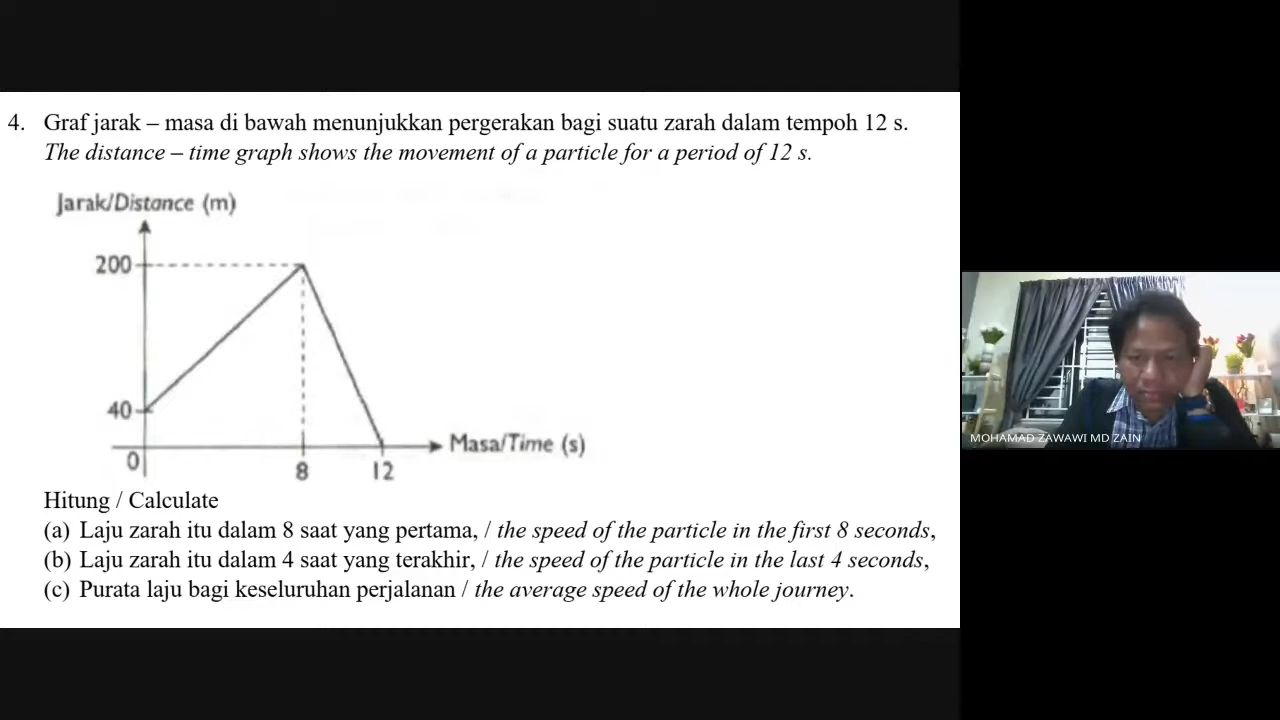 4. Graf jarak – masa di bawah menunjukkan pergerakan bagi suatu zarah dalam tempoh 12 s.
The distance – time graph shows the movement of a particle for a period of 12 s.
Jarak/Distance (m)
200
40
0
8
12
Masa/Time (s)
MOHAMAD ZAWAWI MD ZAIN
Hitung / Calculate
(a) Laju zarah itu dalam 8 saat yang pertama, / the speed of the particle in the first 8 seconds,
(b) Laju zarah itu dalam 4 saat yang terakhir, / the speed of the particle in the last 4 seconds,
(c) Purata laju bagi keseluruhan perjalanan / the average speed of the whole journey.